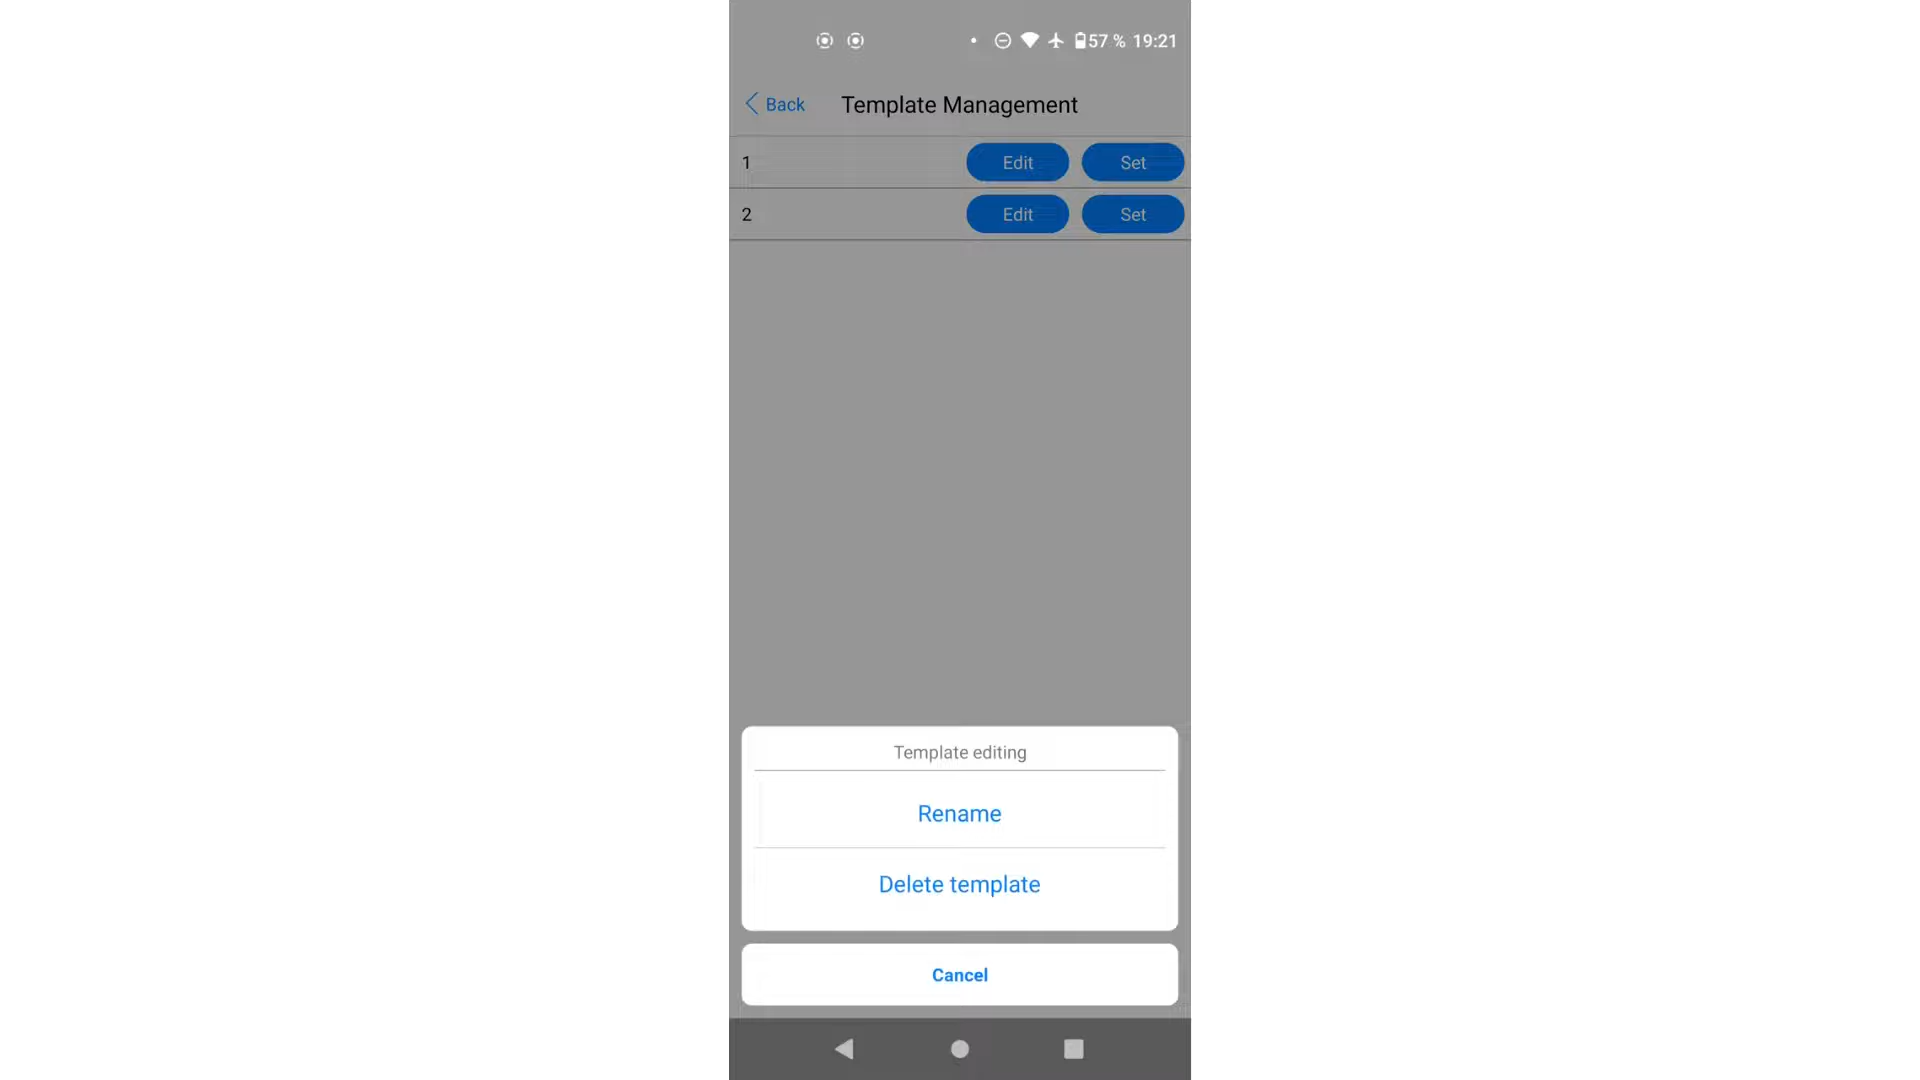 57 % 19:21
Back Template Management
1 Edit Set
2 Edit Set
Template editing
Rename
Delete template
Cancel